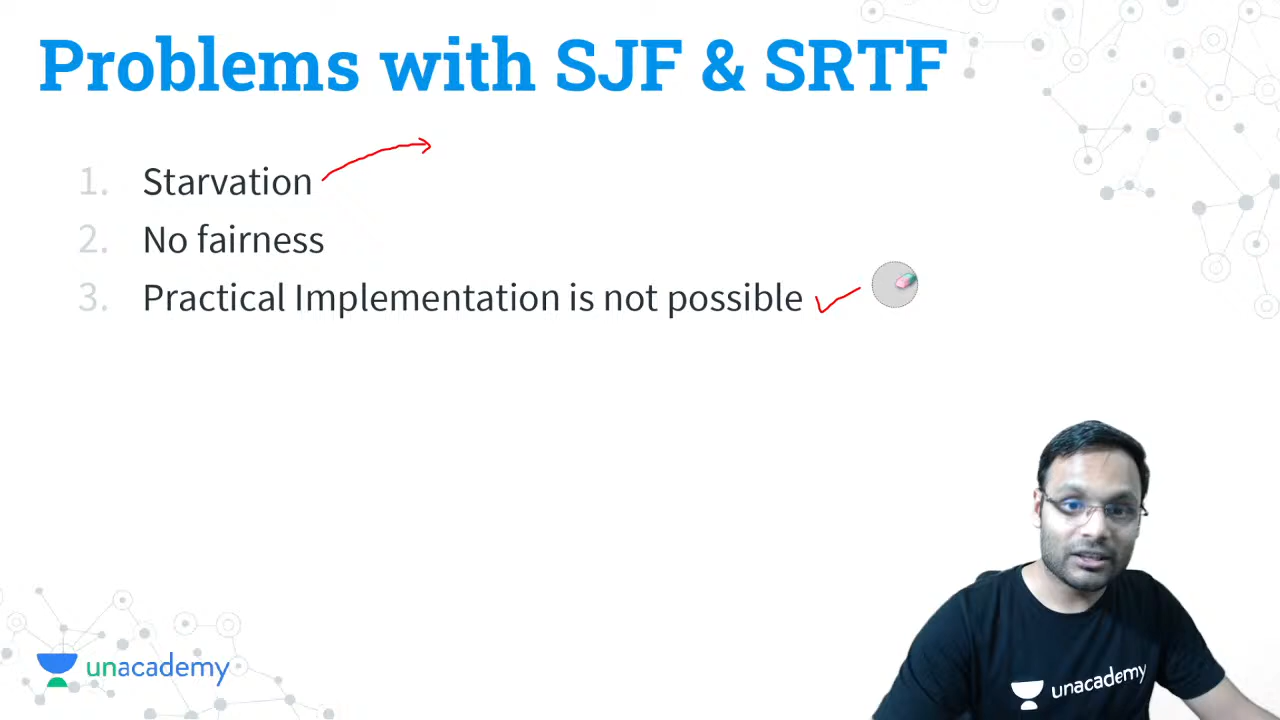 Problems with SJF & SRTF
1. Starvation
2. No fairness
3. Practical Implementation is not possible
unacademy
unacademy